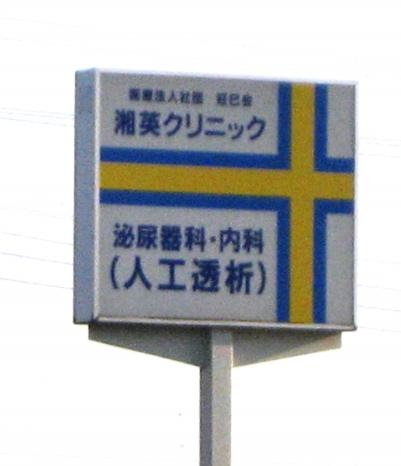 医療法人社団
湘英クリニック
泌尿器科・内科
(人工透析)